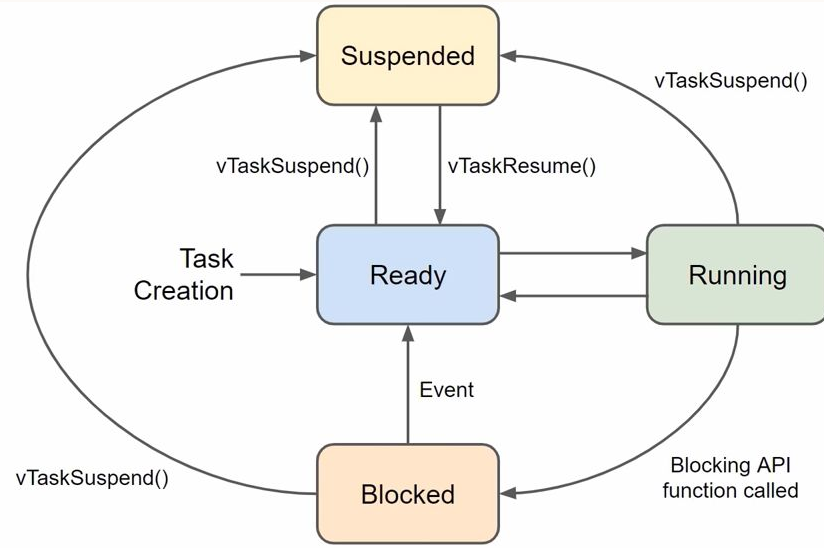 Suspended
vTaskSuspend()
vTaskSuspend()
vTaskResume()
Task
Creation
Ready
Running
Event
vTaskSuspend()
Blocked
Blocking API
function called